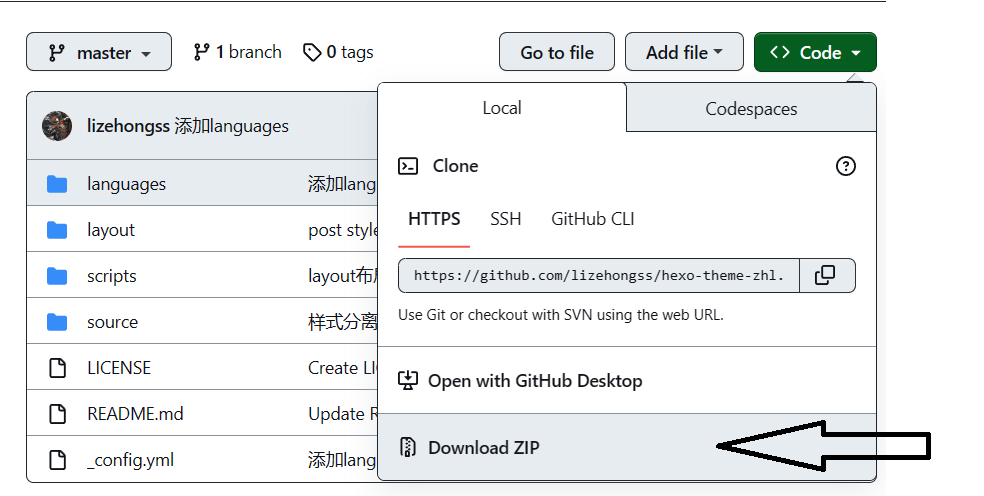 master 1 branch 0 tags Go to file Add file Code
Local Codespaces
lizehongss 添加languages
Clone
languages 添加lang
HTTPS SSH GitHub CLI
layout post style
scripts layout布
https://github.com/lizehongss/hexo-theme-zhl.
source 样式分离
Use Git or checkout with SVN using the web URL.
LICENSE Create LI
Open with GitHub Desktop
README.md Update R
Download ZIP
_config.yml 添加lang